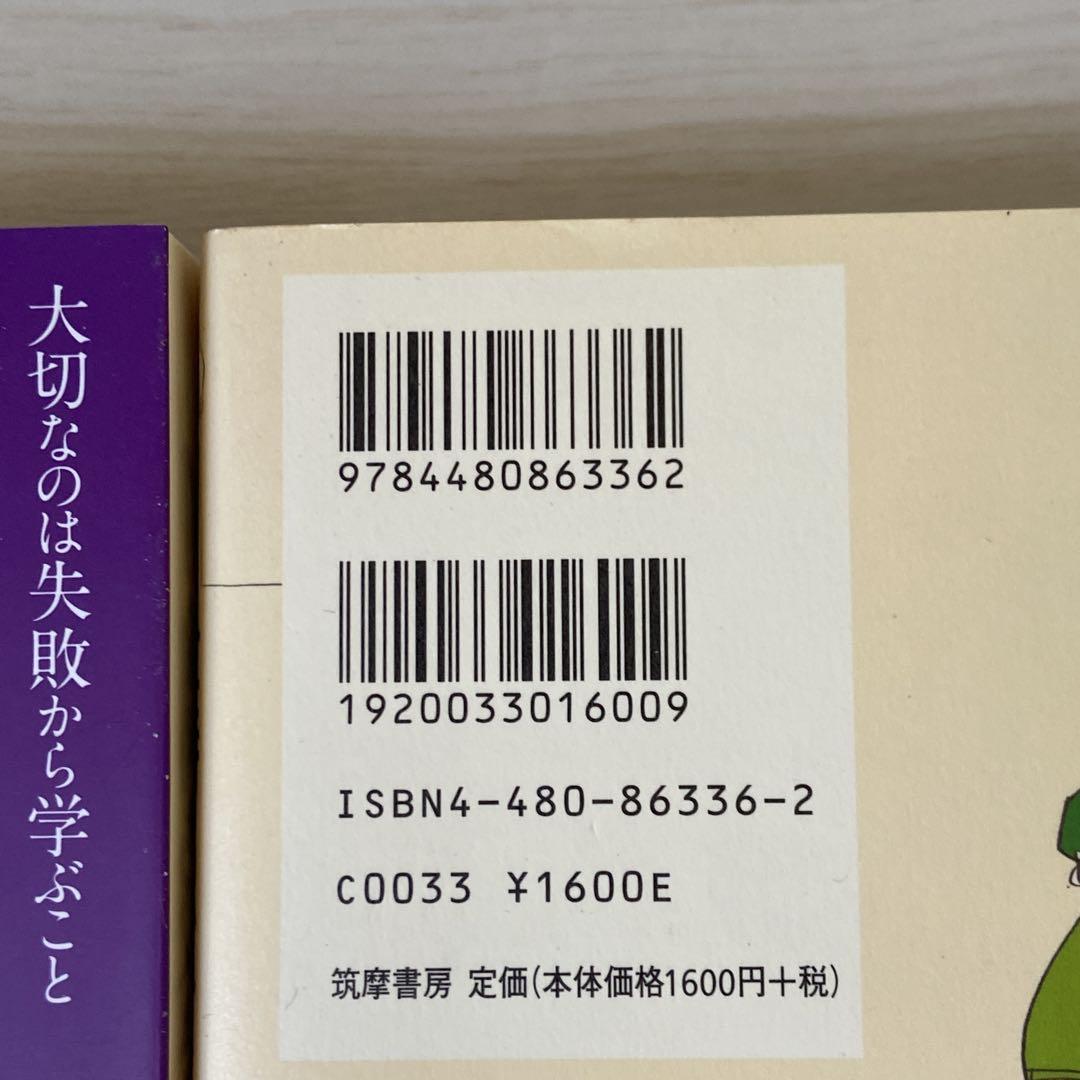 大切なのは失敗から学ぶこと
9784480863362
1920033016009
ISBN4-480-86336-2
C0033 ¥1600E
筑摩書房 定価(本体価格1600円+税)